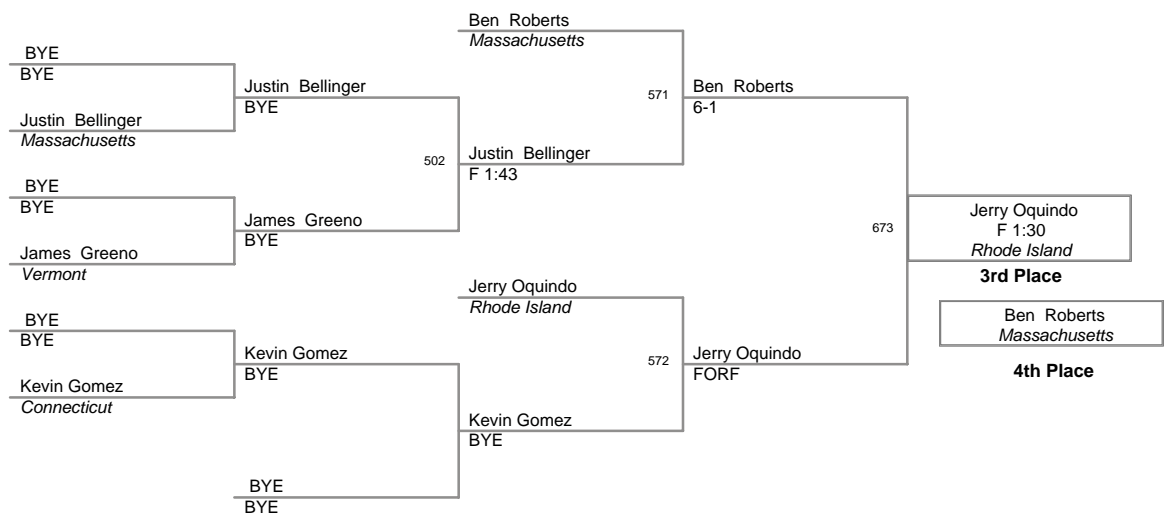 Ben Roberts
Massachusetts
BYE
BYE
Justin Bellinger
BYE
571
Ben Roberts
6-1
Justin Bellinger
Massachusetts
502
Justin Bellinger
F 1:43
BYE
BYE
James Greeno
BYE
673
Jerry Oquindo
F 1:30
Rhode Island
3rd Place
James Greeno
Vermont
Jerry Oquindo
Rhode Island
Ben Roberts
Massachusetts
4th Place
BYE
BYE
Kevin Gomez
BYE
572
Jerry Oquindo
FORF
Kevin Gomez
Connecticut
Kevin Gomez
BYE
BYE
BYE